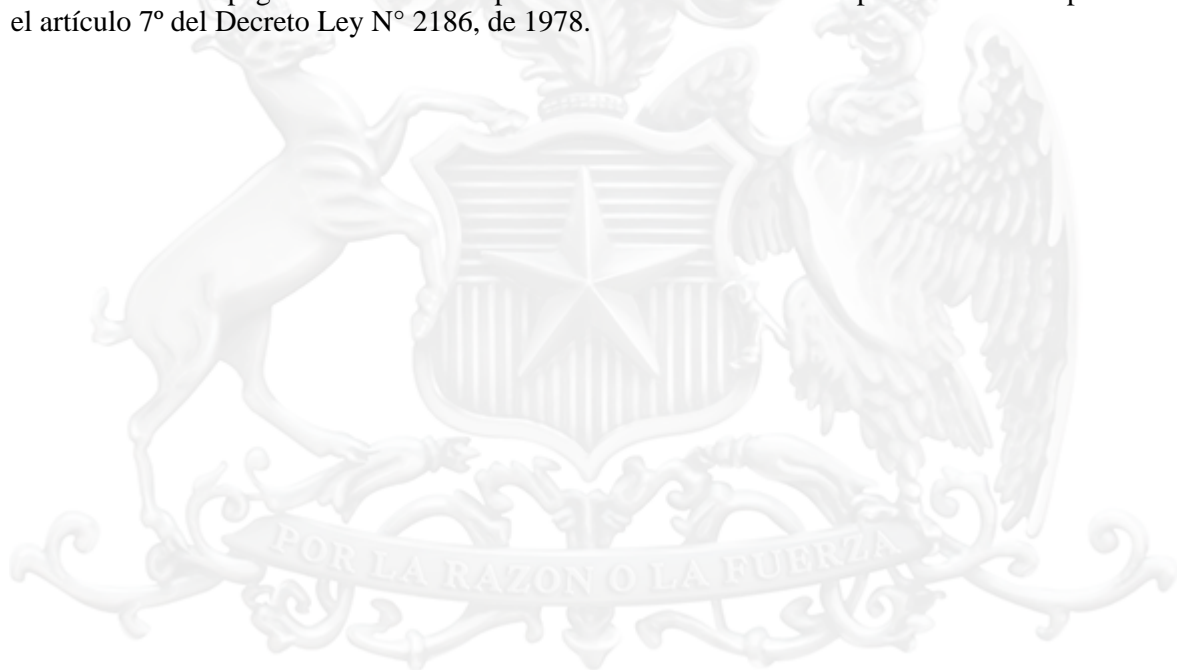 el artículo 7º del Decreto Ley N° 2186, de 1978.
POR LA RAZON O LA FUERZA